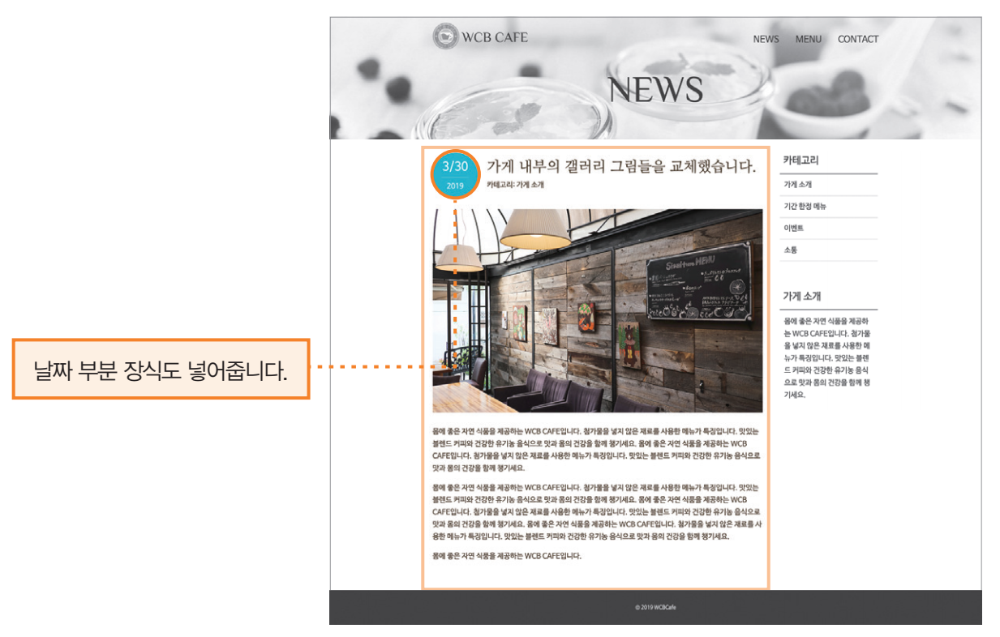 WCB CAFE
NEWS MENU CONTACT
NEWS
3/30
2019
가게 내부의 갤러리 그림들을 교체했습니다.
카테고리: 가게 소개
카테고리
가게 소개
기간 한정 메뉴
이벤트
소통
가게 소개
몸에 좋은 자연 식품을 제공하
는 WCB CAFE입니다. 첨가물
을 넣지 않은 재료를 사용한 메
뉴가 특징입니다. 맛있는 블렌
드 커피와 건강한 유기농 음식
으로 맛과 몸의 건강을 함께 챙
기세요.
날짜 부분 장식도 넣어줍니다.
몸에 좋은 자연 식품을 제공하는 WCB CAFE입니다. 첨가물을 넣지 않은 재료를 사용한 메뉴가 특징입니다. 맛있는
블렌드 커피와 건강한 유기농 음식으로 맛과 몸의 건강을 함께 챙기세요. 몸에 좋은 자연 식품을 제공하는 WCB
CAFE입니다. 첨가물을 넣지 않은 재료를 사용한 메뉴가 특징입니다. 맛있는 블렌드 커피와 건강한 유기농 음식으로
맛과 몸의 건강을 함께 챙기세요.
몸에 좋은 자연 식품을 제공하는 WCB CAFE입니다. 첨가물을 넣지 않은 재료를 사용한 메뉴가 특징입니다. 맛있는
블렌드 커피와 건강한 유기농 음식으로 맛과 몸의 건강을 함께 챙기세요. 몸에 좋은 자연 식품을 제공하는 WCB
CAFE입니다. 첨가물을 넣지 않은 재료를 사용한 메뉴가 특징입니다. 맛있는 블렌드 커피와 건강한 유기농 음식으로
맛과 몸의 건강을 함께 챙기세요. 몸에 좋은 자연 식품을 제공하는 WCB CAFE입니다. 첨가물을 넣지 않은 재료를 사
용한 메뉴가 특징입니다. 맛있는 블렌드 커피와 건강한 유기농 음식으로 맛과 몸의 건강을 함께 챙기세요.
몸에 좋은 자연 식품을 제공하는 WCB CAFE입니다.
© 2019 WCBCafe